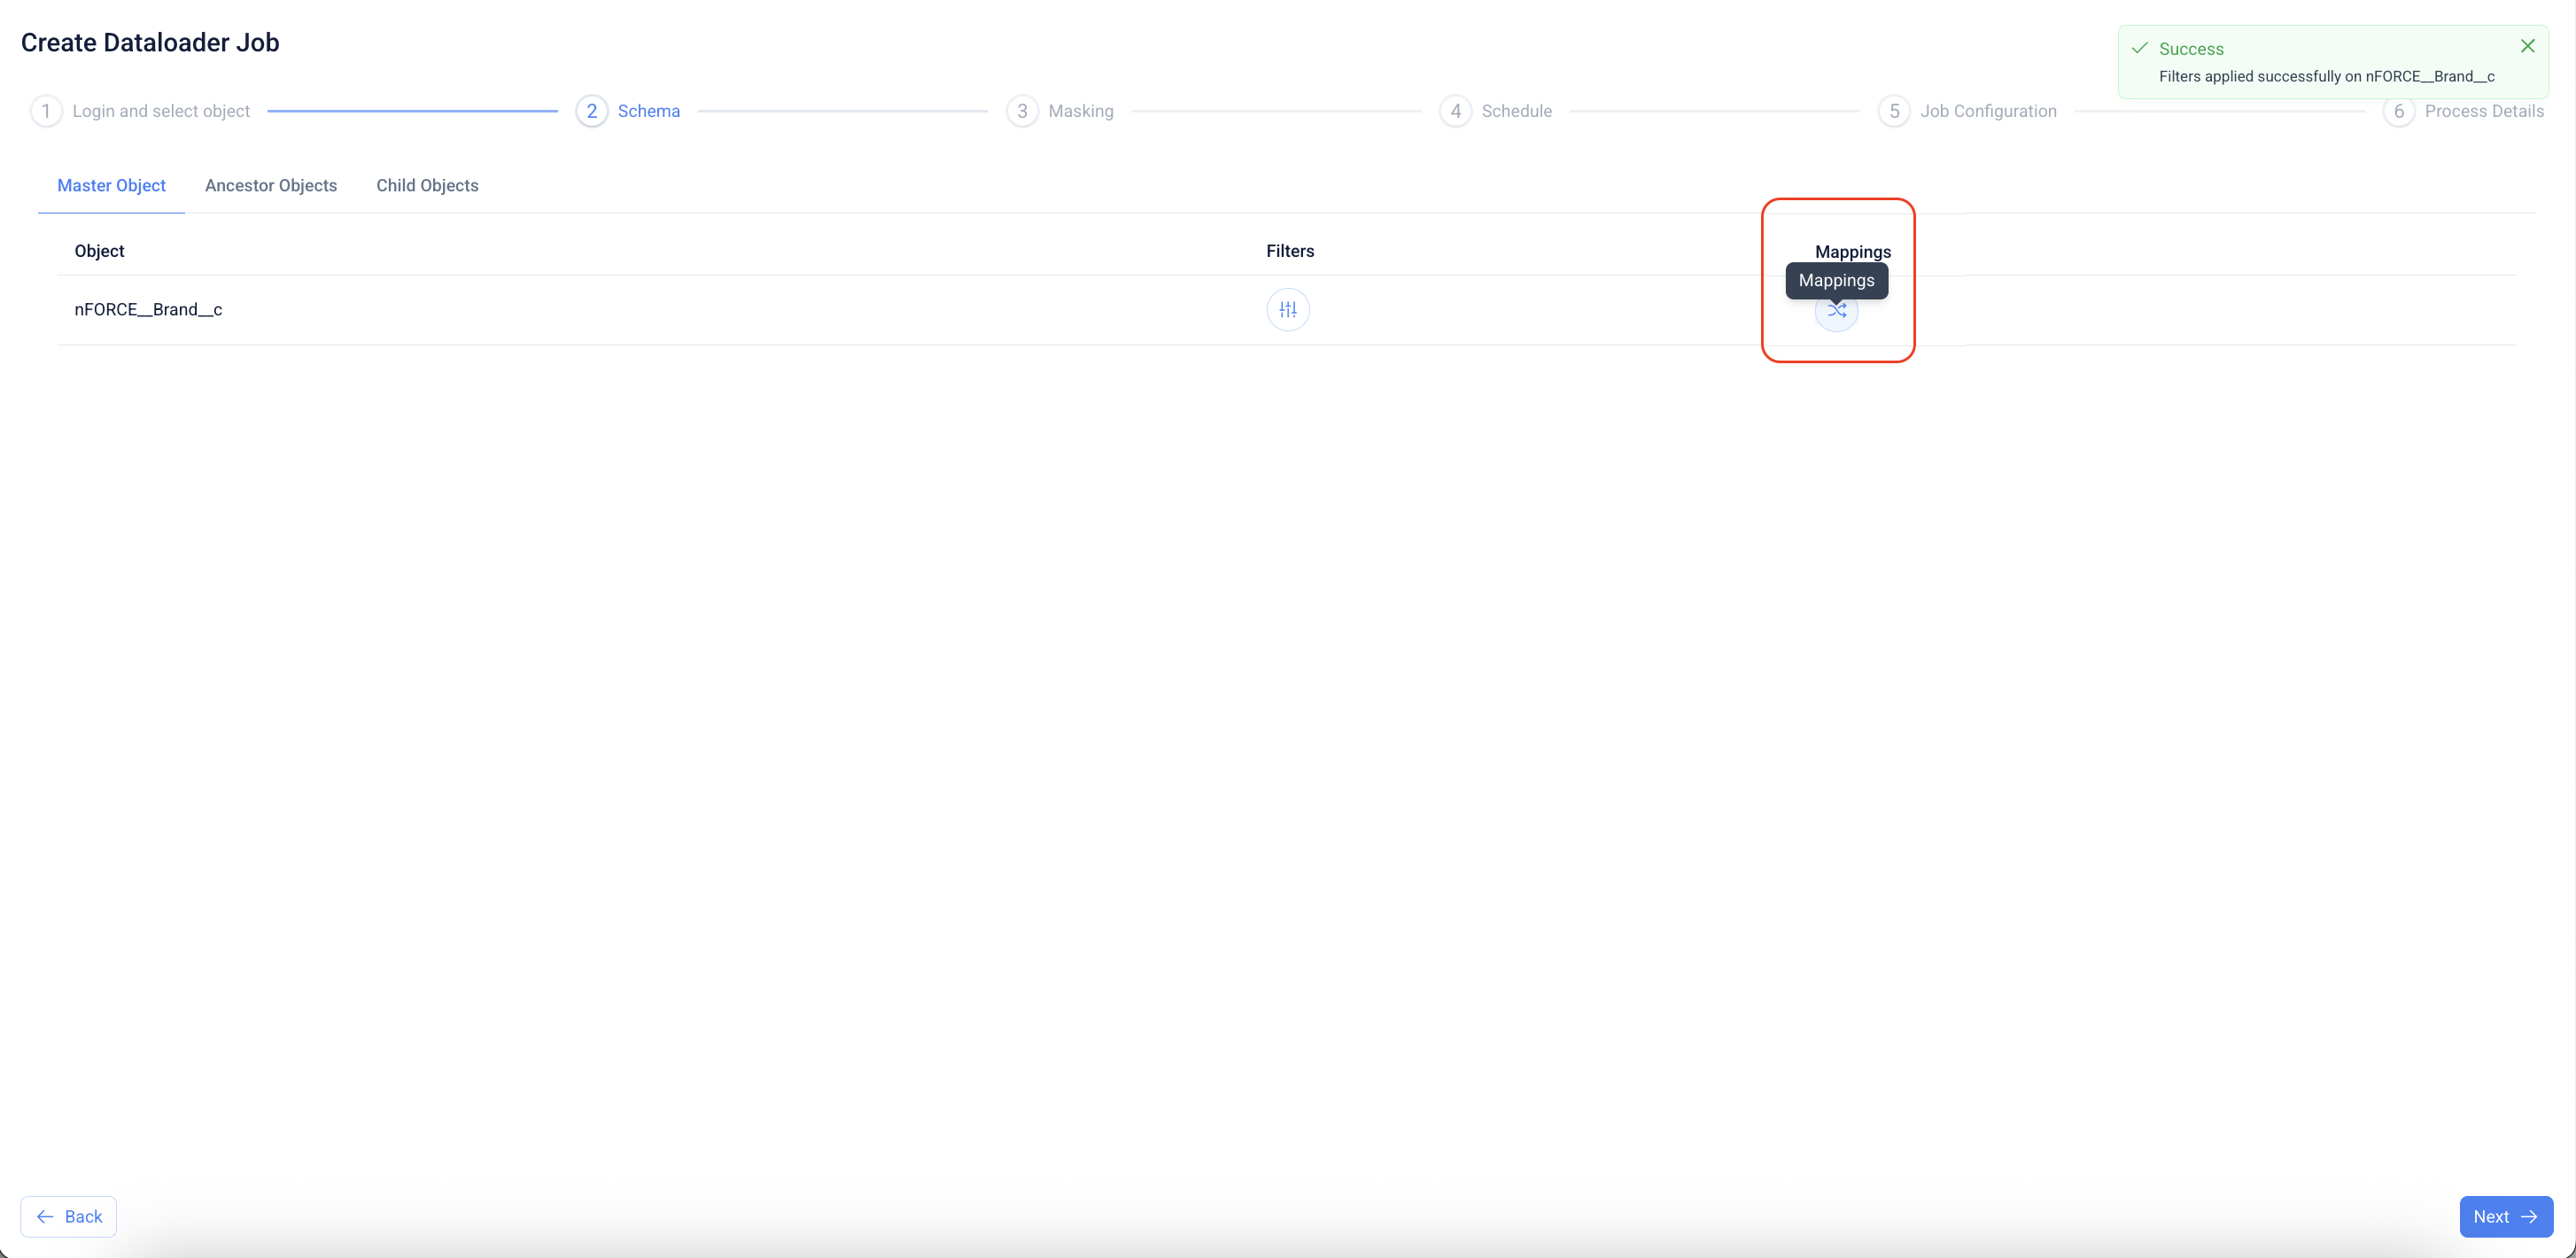 Create Dataloader Job
Success
Filters applied successfully on nFORCE__Brand__c
1 Login and select object 2 Schema 3 Masking 4 Schedule 5 Job Configuration 6 Process Details
Master Object Ancestor Objects Child Objects
Object Filters Mappings
Mappings
nFORCE__Brand__c
Back Next